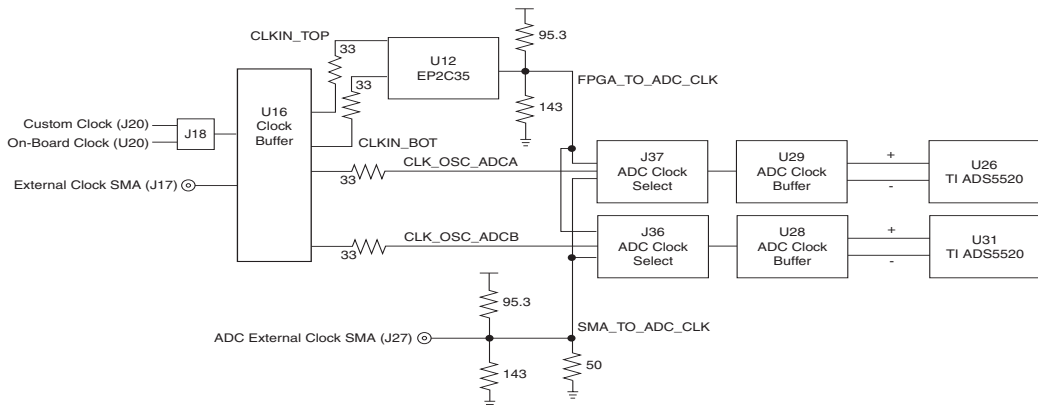 CLKIN_TOP
33
33
U12
EP2C35
95.3
FPGA_TO_ADC_CLK
143
U16
Clock
Buffer
Custom Clock (J20)
On-Board Clock (U20)
J18
CLKIN_BOT
External Clock SMA (J17)
CLK_OSC_ADCA
33
J37
ADC Clock
Select
U29
ADC Clock
Buffer
+
-
U26
TI ADS5520
CLK_OSC_ADCB
33
J36
ADC Clock
Select
U28
ADC Clock
Buffer
+
-
U31
TI ADS5520
95.3
SMA_TO_ADC_CLK
ADC External Clock SMA (J27)
143
50